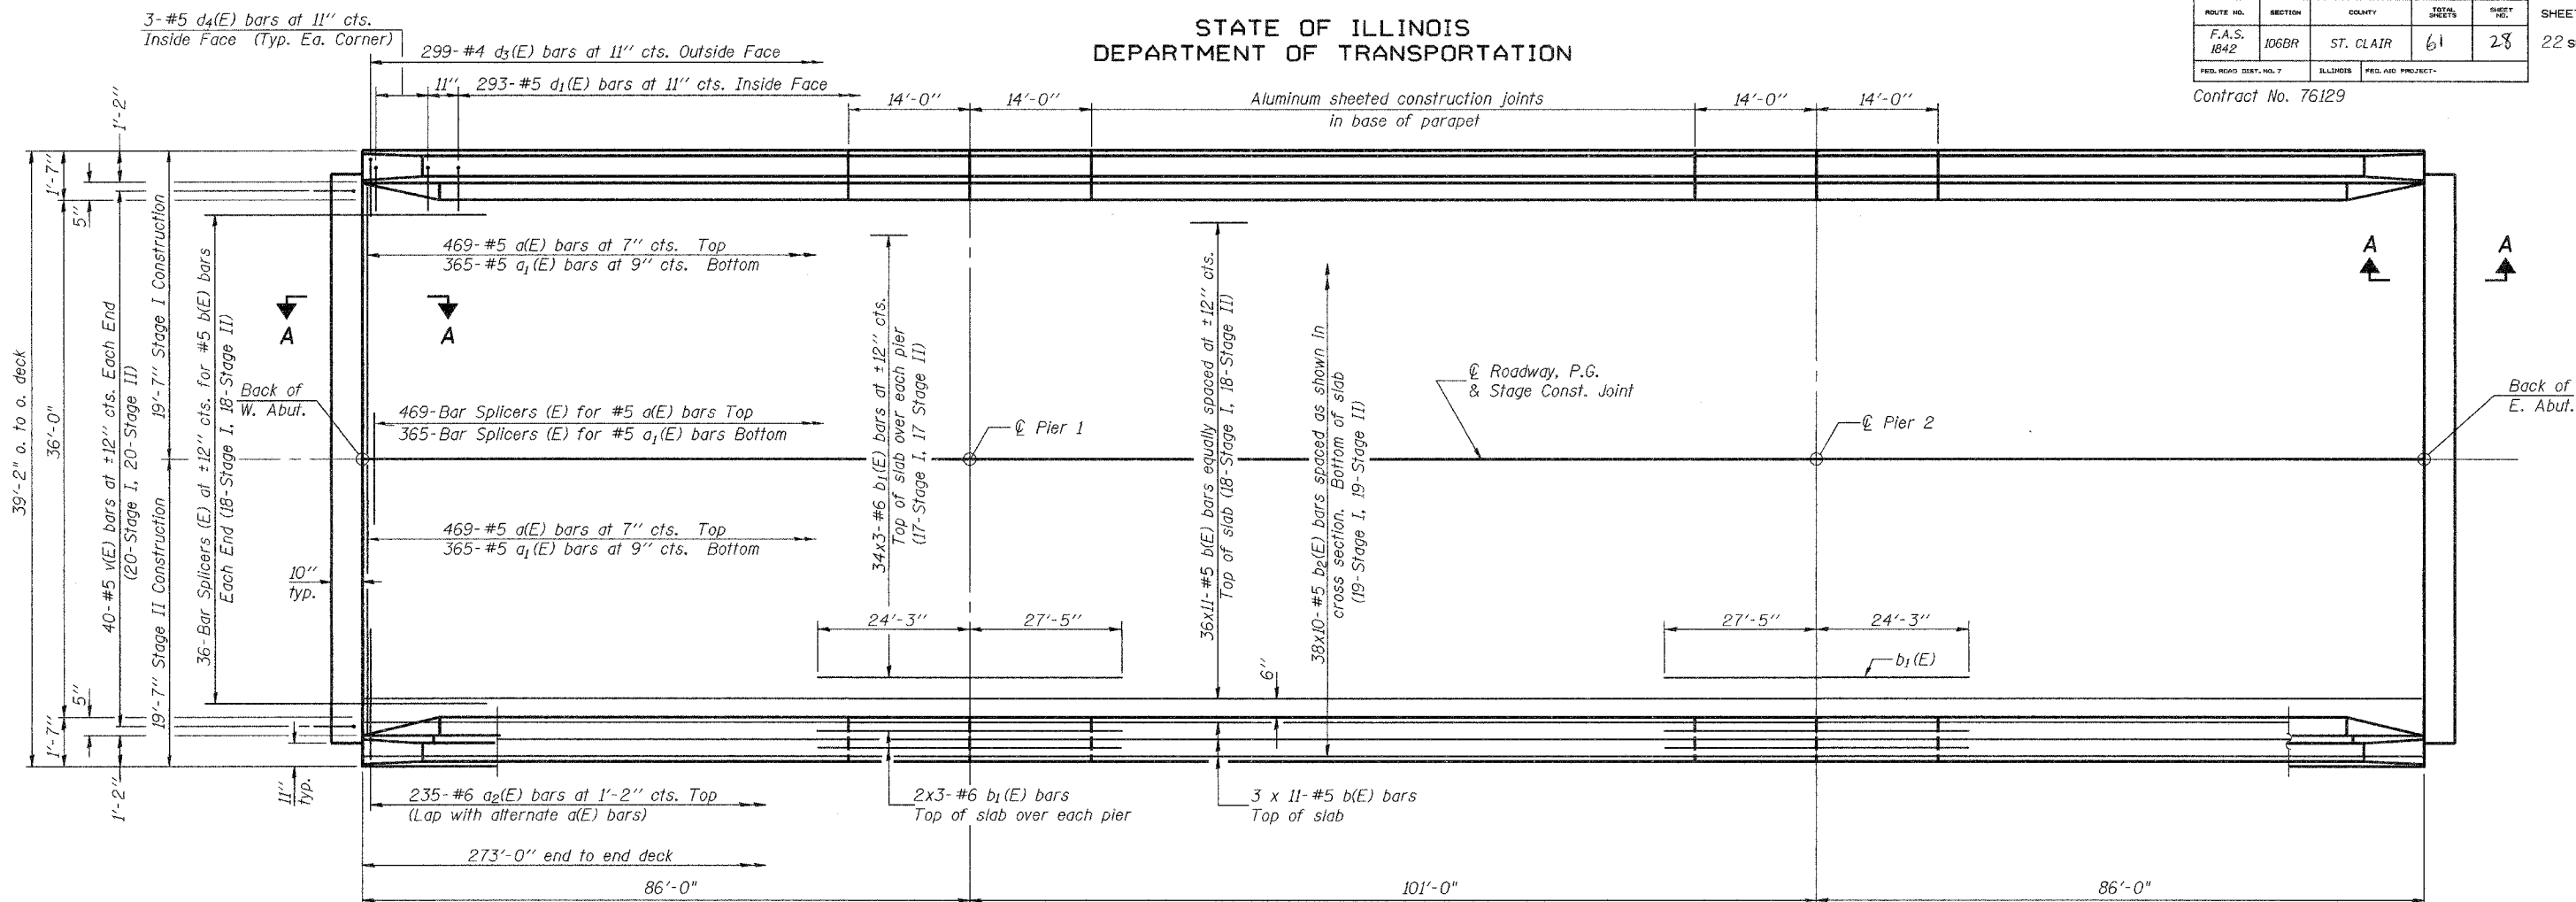 STATE OF ILLINOIS
DEPARTMENT OF TRANSPORTATION
ROUTE NO.
SECTION
COUNTY
TOTAL SHEETS
SHEET NO.
SHEET
F.A.S. 1842
106BR
ST. CLAIR
61
28
22 S
FED. ROAD DIST. NO. 7
ILLINOIS
FED. AID PROJECT-
Contract No. 76129
3-#5 d4(E) bars at 11" cts.
Inside Face (Typ. Ea. Corner)
299-#4 d3(E) bars at 11" cts. Outside Face
11"
293-#5 d1(E) bars at 11" cts. Inside Face
14'-0"
14'-0"
Aluminum sheeted construction joints
in base of parapet
14'-0"
14'-0"
1'-2"
1'-7"
5"
39'-2" o. to o. deck
36'-0"
40-#5 v(E) bars at ±12" cts. Each End
(20-Stage I, 20-Stage II)
19'-7" Stage I Construction
19'-7" Stage II Construction
36-Bar Splicers (E) at ±12" cts. for #5 b(E) bars
Each End (18-Stage I, 18-Stage II)
469-#5 a(E) bars at 7" cts. Top
365-#5 a1(E) bars at 9" cts. Bottom
A
A
A
A
Back of
W. Abut.
469-Bar Splicers (E) for #5 a(E) bars Top
365-Bar Splicers (E) for #5 a1(E) bars Bottom
34x3-#6 b1(E) bars at ±12" cts.
Top of slab over each pier
(17-Stage I, 17 Stage II)
℄ Pier 1
36x11-#5 b(E) bars equally spaced at ±12" cts.
Top of slab (18-Stage I, 18-Stage II)
38x10-#5 b2(E) bars spaced as shown in
cross section. Bottom of slab
(19-Stage I, 19-Stage II)
℄ Roadway, P.G.
& Stage Const. Joint
℄ Pier 2
Back of
E. Abut.
469-#5 a(E) bars at 7" cts. Top
365-#5 a1(E) bars at 9" cts. Bottom
10"
typ.
24'-3"
27'-5"
27'-5"
24'-3"
b1(E)
6"
5"
1'-7"
1'-2"
11"
typ.
235-#6 a2(E) bars at 1'-2" cts. Top
(Lap with alternate a(E) bars)
2x3-#6 b1(E) bars
Top of slab over each pier
3 x 11-#5 b(E) bars
Top of slab
273'-0" end to end deck
86'-0"
101'-0"
86'-0"